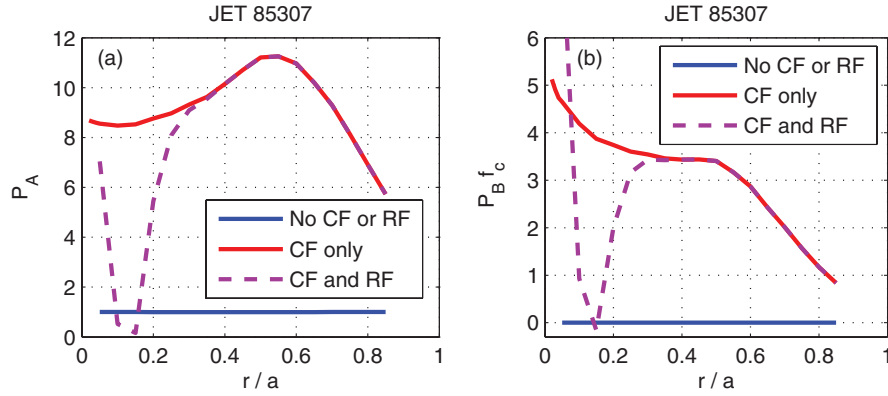 JET 85307
(a)
12
10
8
6
4
2
0
P_A
No CF or RF
CF only
CF and RF
0 0.2 0.4 0.6 0.8 1
r / a
JET 85307
(b)
6
5
4
3
2
1
0
P_B f_c
No CF or RF
CF only
CF and RF
0 0.2 0.4 0.6 0.8 1
r / a